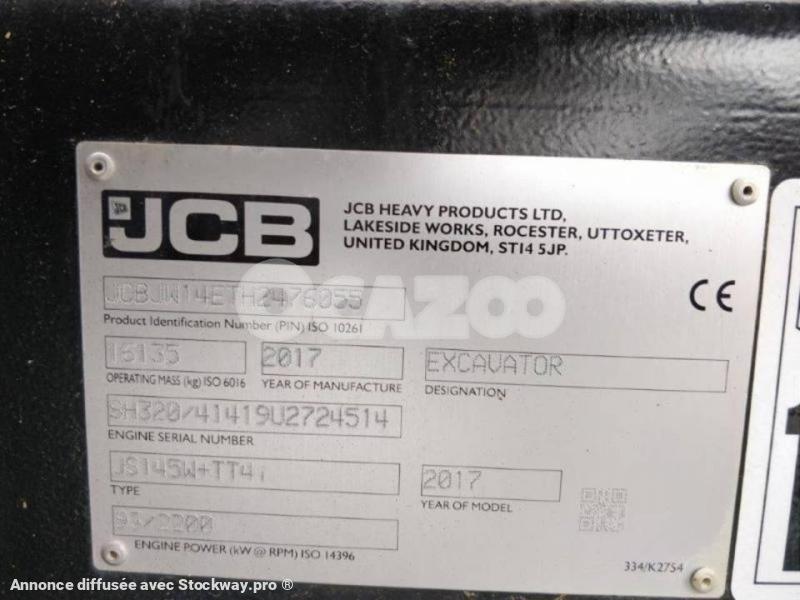 JCB
JCB HEAVY PRODUCTS LTD,
LAKESIDE WORKS, ROCESTER, UTTOXETER,
UNITED KINGDOM, ST14 5JP.
CE
JCBJW14ETH2476055
Product Identification Number (PIN) ISO 10261
OCAZOO
16135
2017
EXCAVATOR
OPERATING MASS (kg) ISO 6016
YEAR OF MANUFACTURE
DESIGNATION
SH320/41419U2724514
ENGINE SERIAL NUMBER
JS145W+TT4i
2017
TYPE
YEAR OF MODEL
93/2200
ENGINE POWER (kW @ RPM) ISO 14396
334/K2754
Annonce diffusée avec Stockway.pro ®